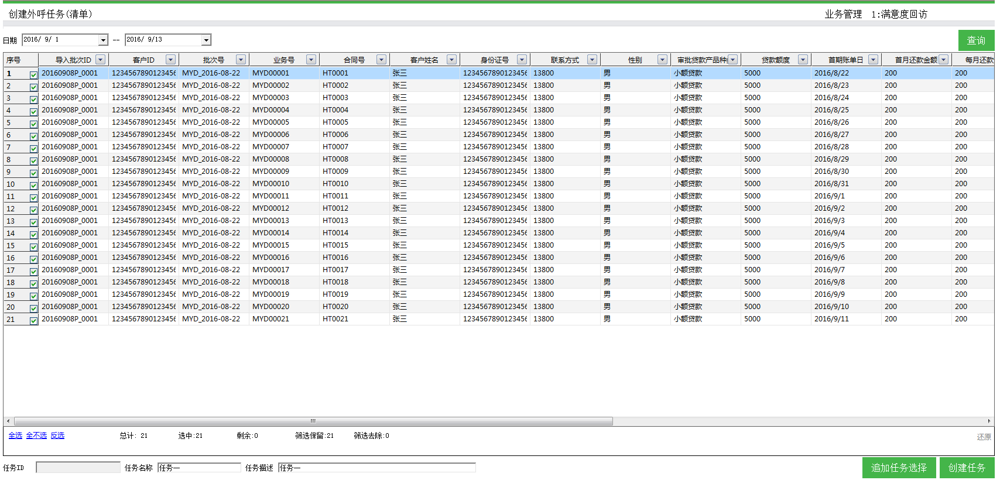 创建外呼任务(清单)  业务管理  1:满意度回访
日期 2016/ 9/ 1 -- 2016/ 9/13 查询
序号 导入批次ID 客户ID 批次号 业务号 合同号 客户姓名 身份证号 联系方式 性别 审批贷款产品种 贷款额度 首期账单日 首月还款金额 每月还款
1 20160908P_0001 1234567890123456 MYD_2016-08-22 MYD00001 HT0001 张三 1234567890123456 13800 男 小额贷款 5000 2016/8/22 200 200
2 20160908P_0001 1234567890123456 MYD_2016-08-22 MYD00002 HT0002 张三 1234567890123456 13800 男 小额贷款 5000 2016/8/23 200 200
3 20160908P_0001 1234567890123456 MYD_2016-08-22 MYD00003 HT0003 张三 1234567890123456 13800 男 小额贷款 5000 2016/8/24 200 200
4 20160908P_0001 1234567890123456 MYD_2016-08-22 MYD00004 HT0004 张三 1234567890123456 13800 男 小额贷款 5000 2016/8/25 200 200
5 20160908P_0001 1234567890123456 MYD_2016-08-22 MYD00005 HT0005 张三 1234567890123456 13800 男 小额贷款 5000 2016/8/26 200 200
6 20160908P_0001 1234567890123456 MYD_2016-08-22 MYD00006 HT0006 张三 1234567890123456 13800 男 小额贷款 5000 2016/8/27 200 200
7 20160908P_0001 1234567890123456 MYD_2016-08-22 MYD00007 HT0007 张三 1234567890123456 13800 男 小额贷款 5000 2016/8/28 200 200
8 20160908P_0001 1234567890123456 MYD_2016-08-22 MYD00008 HT0008 张三 1234567890123456 13800 男 小额贷款 5000 2016/8/29 200 200
9 20160908P_0001 1234567890123456 MYD_2016-08-22 MYD00009 HT0009 张三 1234567890123456 13800 男 小额贷款 5000 2016/8/30 200 200
10 20160908P_0001 1234567890123456 MYD_2016-08-22 MYD00010 HT0010 张三 1234567890123456 13800 男 小额贷款 5000 2016/8/31 200 200
11 20160908P_0001 1234567890123456 MYD_2016-08-22 MYD00011 HT0011 张三 1234567890123456 13800 男 小额贷款 5000 2016/9/1 200 200
12 20160908P_0001 1234567890123456 MYD_2016-08-22 MYD00012 HT0012 张三 1234567890123456 13800 男 小额贷款 5000 2016/9/2 200 200
13 20160908P_0001 1234567890123456 MYD_2016-08-22 MYD00013 HT0013 张三 1234567890123456 13800 男 小额贷款 5000 2016/9/3 200 200
14 20160908P_0001 1234567890123456 MYD_2016-08-22 MYD00014 HT0014 张三 1234567890123456 13800 男 小额贷款 5000 2016/9/4 200 200
15 20160908P_0001 1234567890123456 MYD_2016-08-22 MYD00015 HT0015 张三 1234567890123456 13800 男 小额贷款 5000 2016/9/5 200 200
16 20160908P_0001 1234567890123456 MYD_2016-08-22 MYD00016 HT0016 张三 1234567890123456 13800 男 小额贷款 5000 2016/9/6 200 200
17 20160908P_0001 1234567890123456 MYD_2016-08-22 MYD00017 HT0017 张三 1234567890123456 13800 男 小额贷款 5000 2016/9/7 200 200
18 20160908P_0001 1234567890123456 MYD_2016-08-22 MYD00018 HT0018 张三 1234567890123456 13800 男 小额贷款 5000 2016/9/8 200 200
19 20160908P_0001 1234567890123456 MYD_2016-08-22 MYD00019 HT0019 张三 1234567890123456 13800 男 小额贷款 5000 2016/9/9 200 200
20 20160908P_0001 1234567890123456 MYD_2016-08-22 MYD00020 HT0020 张三 1234567890123456 13800 男 小额贷款 5000 2016/9/10 200 200
21 20160908P_0001 1234567890123456 MYD_2016-08-22 MYD00021 HT0021 张三 1234567890123456 13800 男 小额贷款 5000 2016/9/11 200 200
全选 全不选 反选 总计: 21 选中:21 剩余:0 筛选保留:21 筛选去除:0 还原
任务ID 任务名称 任务一 任务描述 任务一 追加任务选择 创建任务